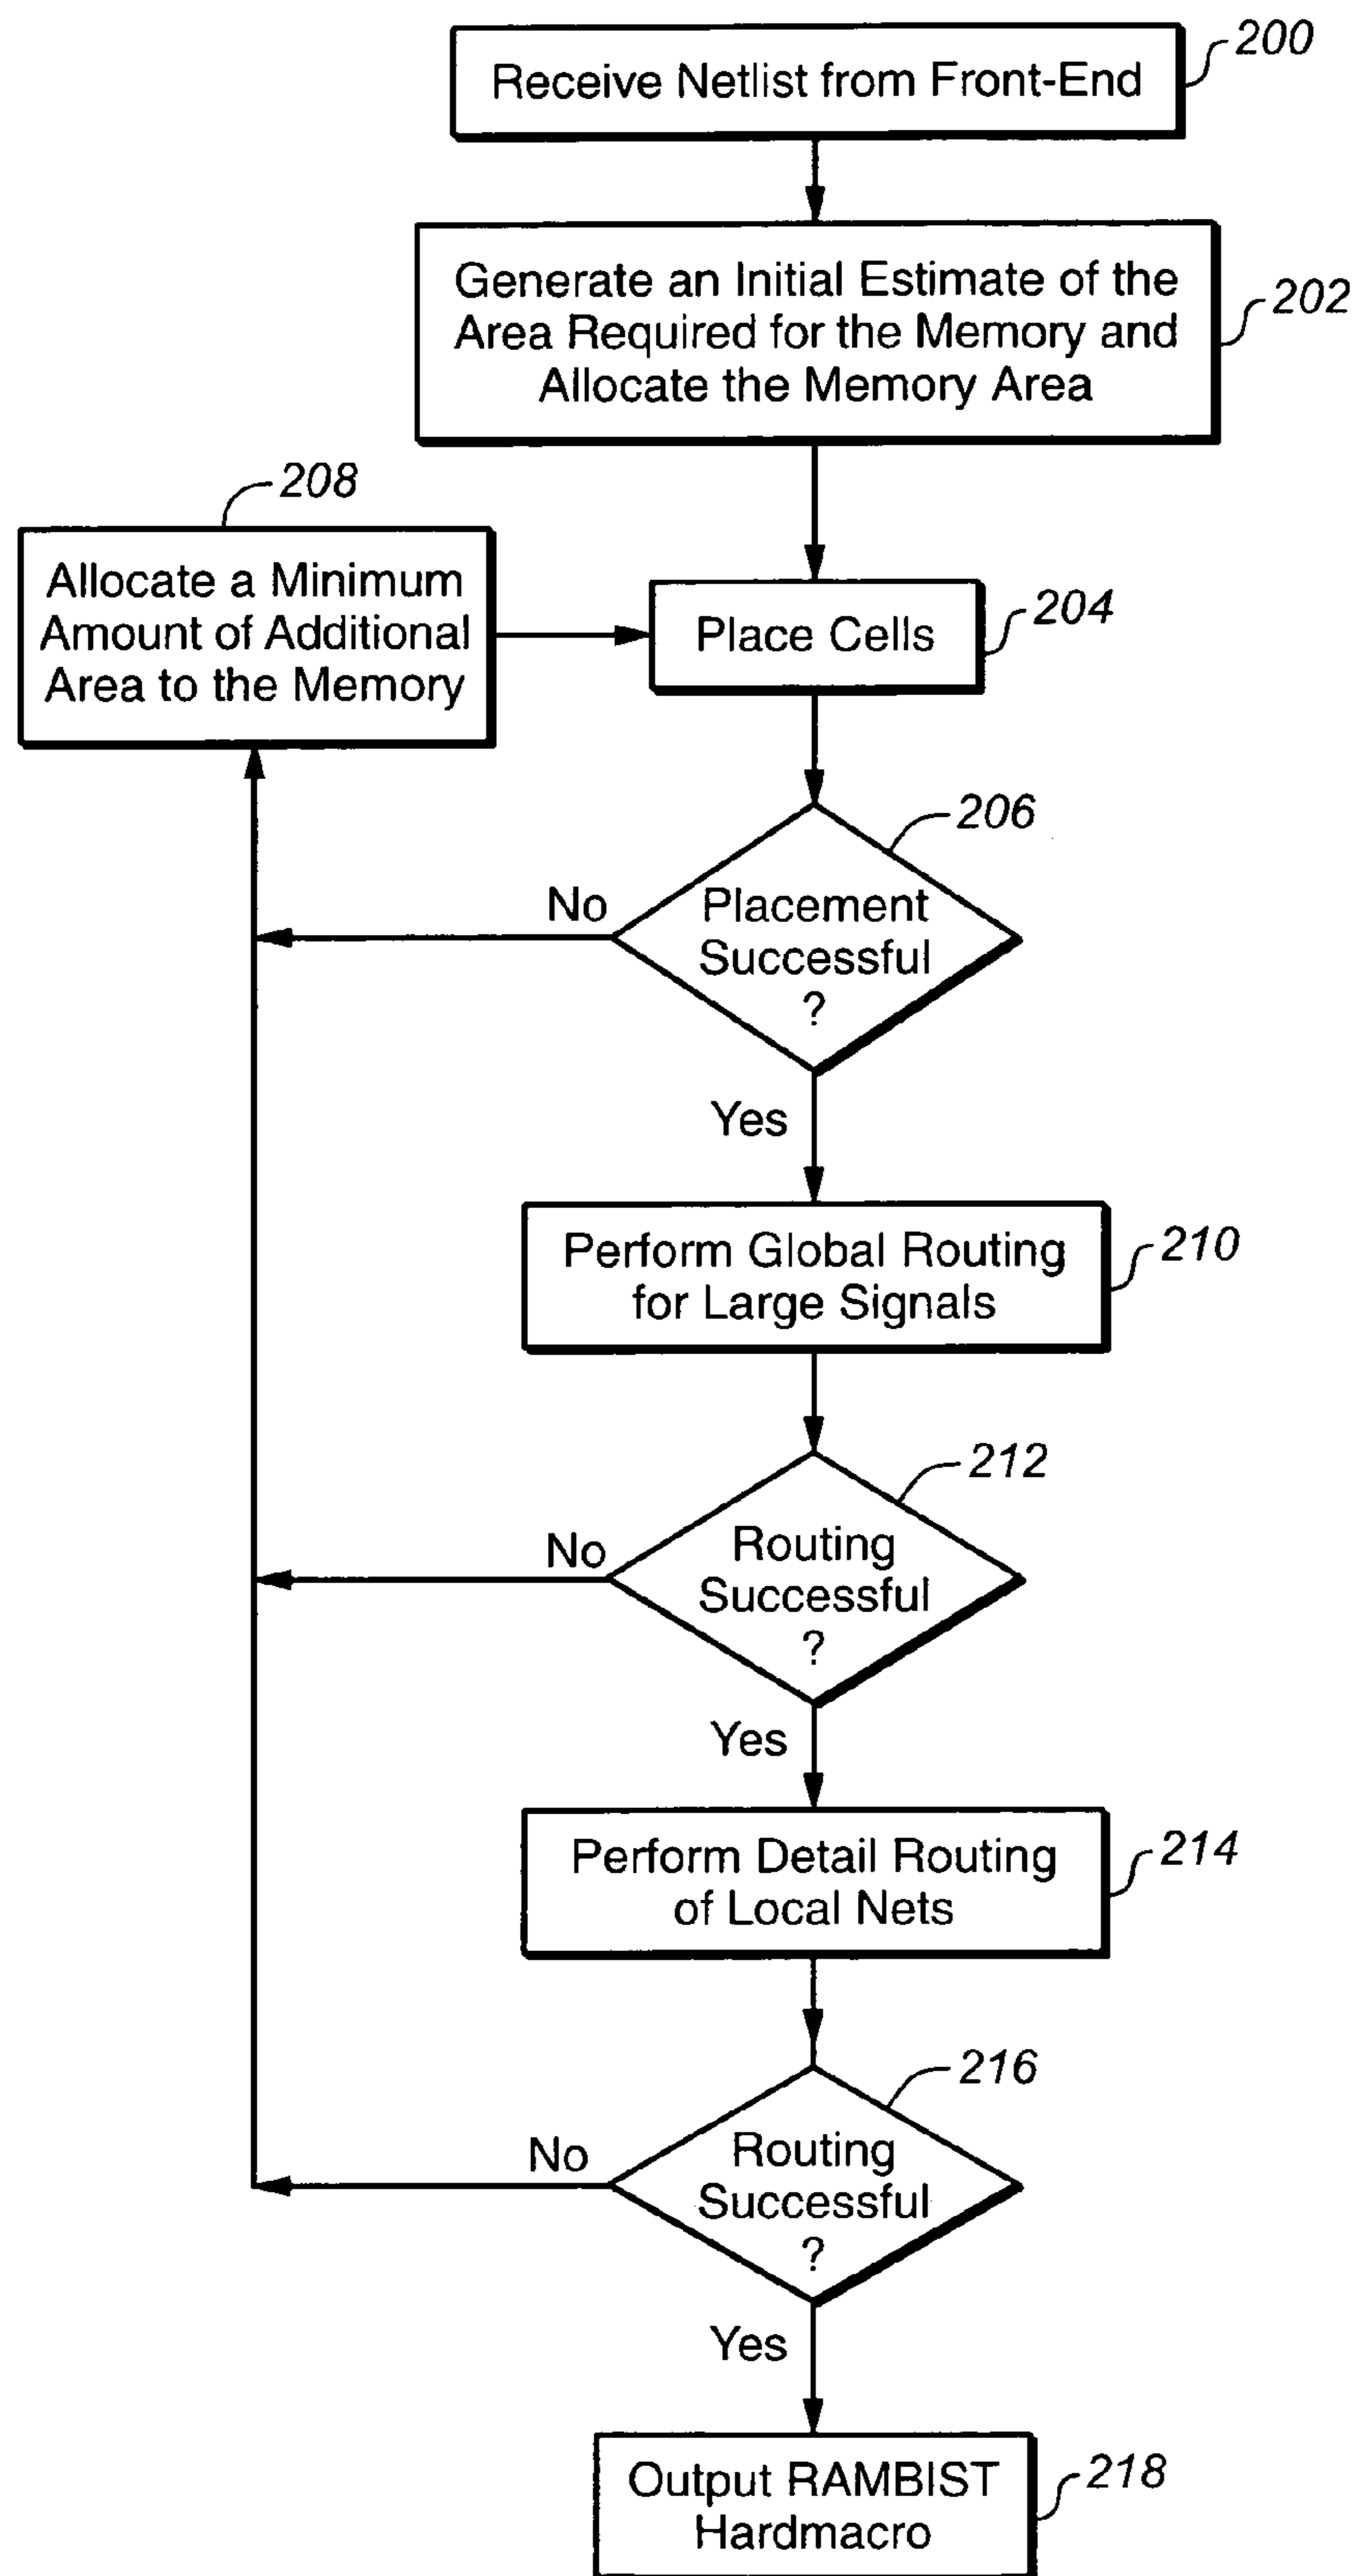 Receive Netlist from Front-End
200
Generate an Initial Estimate of the
Area Required for the Memory and
Allocate the Memory Area
202
208
Allocate a Minimum
Amount of Additional
Area to the Memory
Place Cells
204
206
Placement
Successful
?
No
Yes
Perform Global Routing
for Large Signals
210
212
Routing
Successful
?
No
Yes
Perform Detail Routing
of Local Nets
214
216
Routing
Successful
?
No
Yes
Output RAMBIST
Hardmacro
218